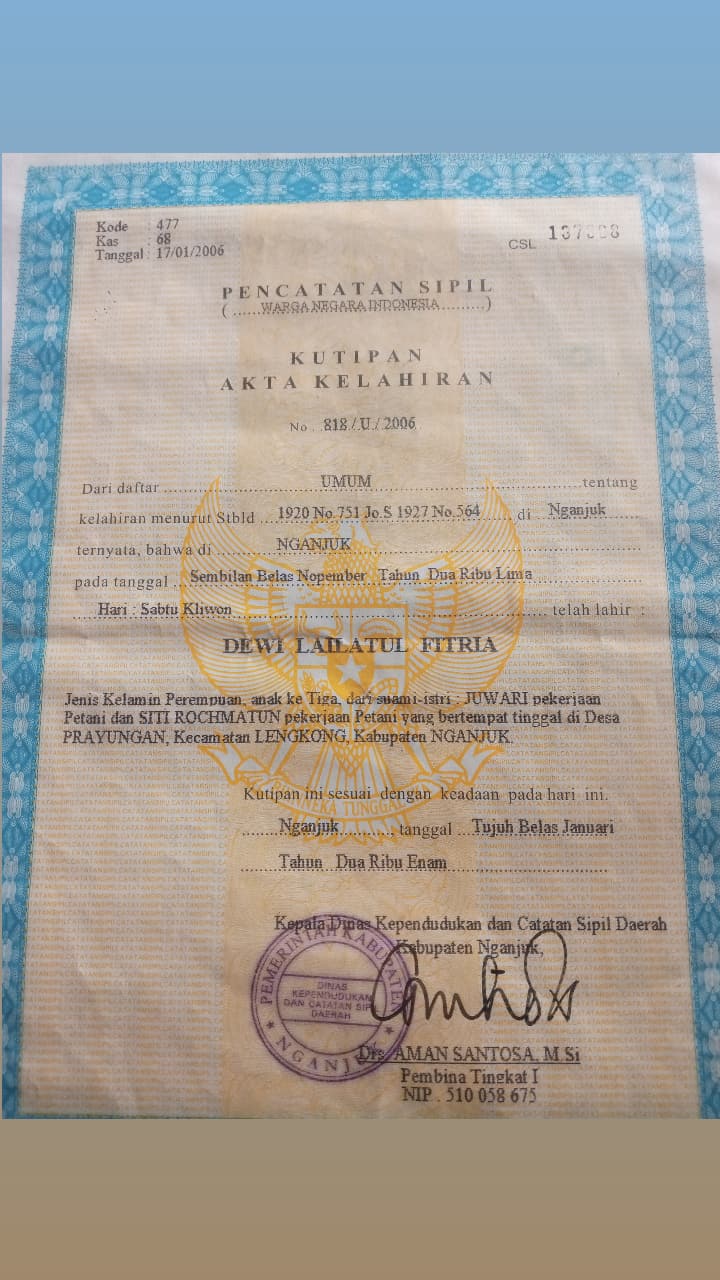 Kode : 477
Kas : 68
Tanggal : 17/01/2006
CSL
PENCATATAN SIPIL
(......WARGA NEGARA INDONESIA..........)
KUTIPAN
AKTA KELAHIRAN
No . 818./.U./.2006
Dari daftar UMUM tentang
kelahiran menurut Stbld 1920 No.751 Jo.S 1927 No.564 di Nganjuk
ternyata, bahwa di NGANJUK
pada tanggal Sembilan Belas Nopember Tahun Dua Ribu Lima
Hari : Sabtu Kliwon telah lahir :
DEWI LAILATUL FITRIA
Jenis Kelamin Perempuan, anak ke Tiga, dari suami-istri : JUWARI pekerjaan
Petani dan SITI ROCHMATUN pekerjaan Petani yang bertempat tinggal di Desa
PRAYUNGAN, Kecamatan LENGKONG, Kabupaten NGANJUK.
Kutipan ini sesuai dengan keadaan pada hari ini.
Nganjuk, tanggal Tujuh Belas Januari
Tahun Dua Ribu Enam
Kepala Dinas Kependudukan dan Catatan Sipil Daerah
Kabupaten Nganjuk,
PEMERINTAH KABUPATEN
DINAS
KEPENDUDUKAN
DAN CATATAN SIPIL
DAERAH
NGANJUK
Drs. AMAN SANTOSA, M.Si
Pembina Tingkat I
NIP . 510 058 675